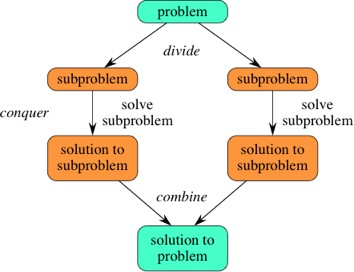 problem
divide
subproblem
subproblem
conquer
solve
subproblem
solve
subproblem
solution to
subproblem
solution to
subproblem
combine
solution to
problem